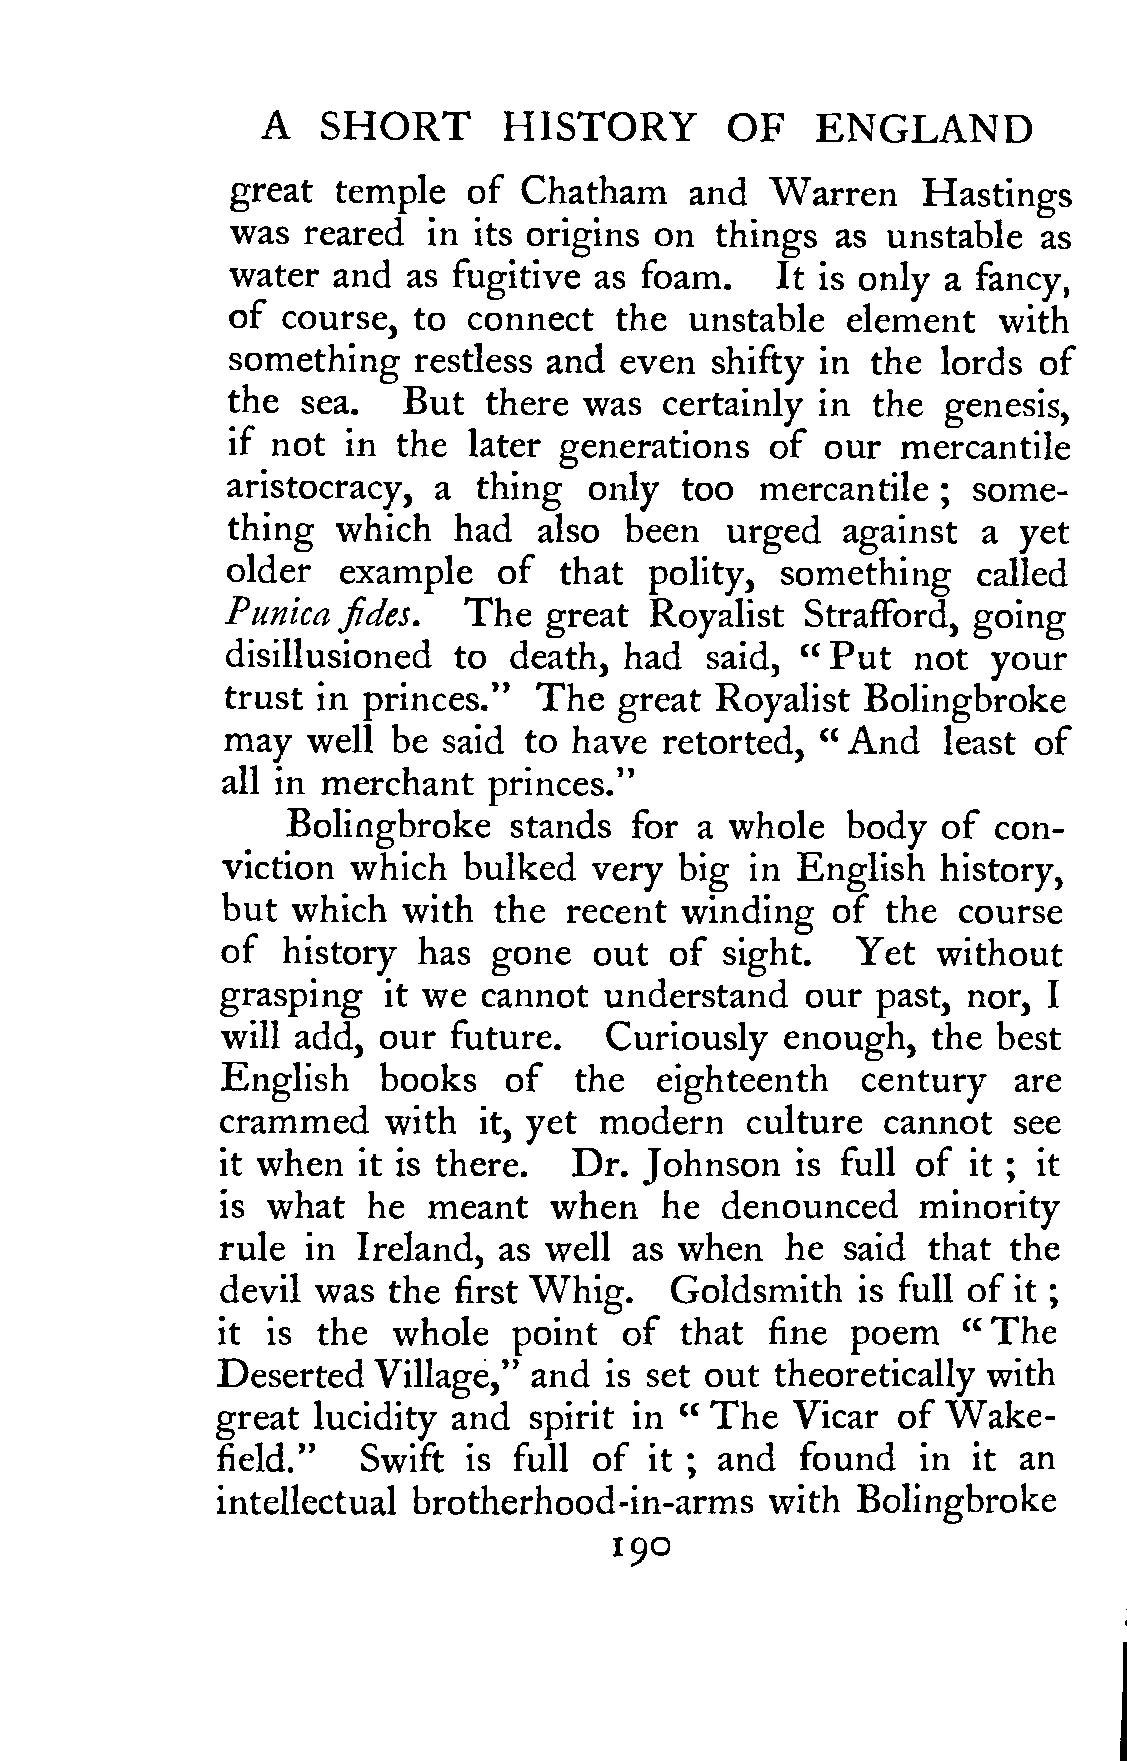 A SHORT HISTORY OF ENGLAND
great temple of Chatham and Warren Hastings
was reared in its origins on things as unstable as
water and as fugitive as foam. It is only a fancy,
of course, to connect the unstable element with
something restless and even shifty in the lords of
the sea. But there was certainly in the genesis,
if not in the later generations of our mercantile
aristocracy, a thing only too mercantile ; some-
thing which had also been urged against a yet
older example of that polity, something called
Punica fides. The great Royalist Strafford, going
disillusioned to death, had said, “ Put not your
trust in princes.” The great Royalist Bolingbroke
may well be said to have retorted, “ And least of
all in merchant princes.”
Bolingbroke stands for a whole body of con-
viction which bulked very big in English history,
but which with the recent winding of the course
of history has gone out of sight. Yet without
grasping it we cannot understand our past, nor, I
will add, our future. Curiously enough, the best
English books of the eighteenth century are
crammed with it, yet modern culture cannot see
it when it is there. Dr. Johnson is full of it ; it
is what he meant when he denounced minority
rule in Ireland, as well as when he said that the
devil was the first Whig. Goldsmith is full of it ;
it is the whole point of that fine poem “ The
Deserted Village,” and is set out theoretically with
great lucidity and spirit in “ The Vicar of Wake-
field.” Swift is full of it ; and found in it an
intellectual brotherhood-in-arms with Bolingbroke
190